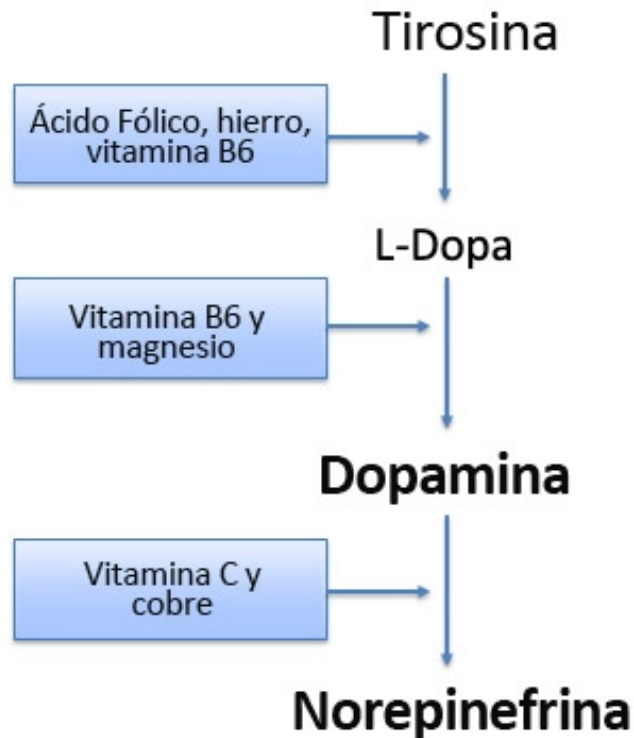 Tirosina
Ácido Fólico, hierro,
vitamina B6
L-Dopa
Vitamina B6 y
magnesio
Dopamina
Vitamina C y
cobre
Norepinefrina